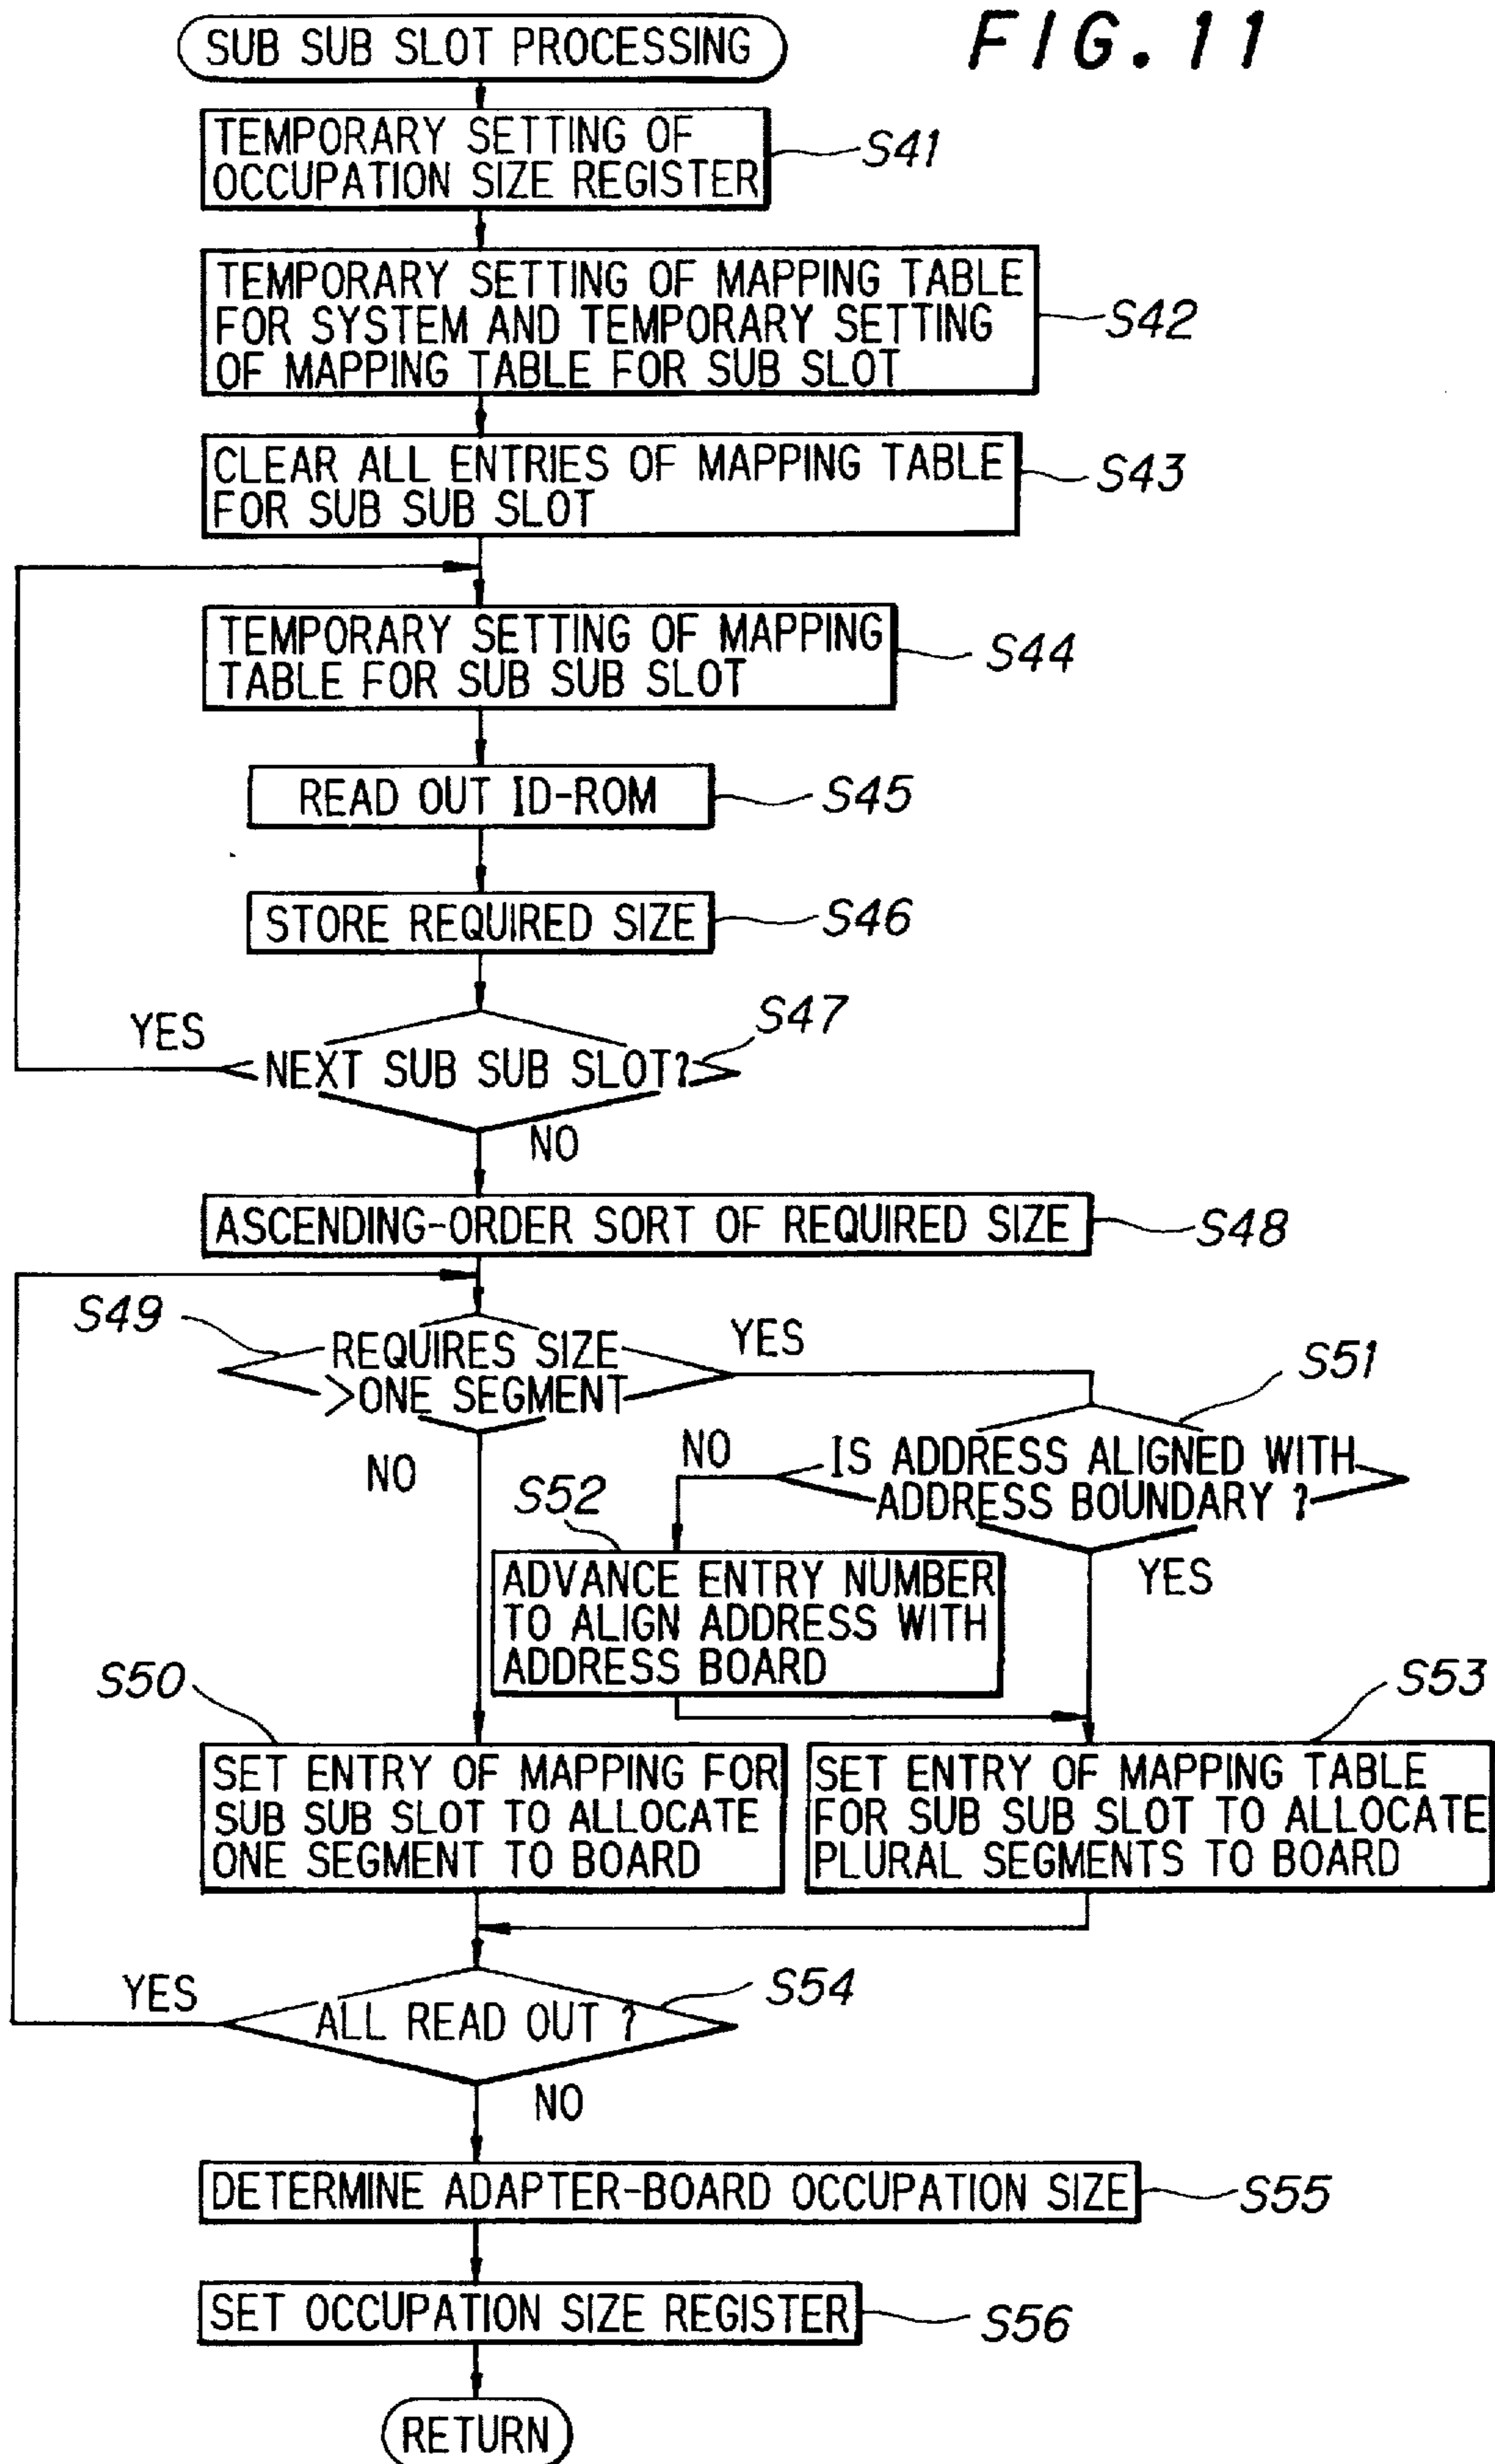 FIG. 11
SUB SUB SLOT PROCESSING
TEMPORARY SETTING OF
OCCUPATION SIZE REGISTER
S41
TEMPORARY SETTING OF MAPPING TABLE
FOR SYSTEM AND TEMPORARY SETTING
OF MAPPING TABLE FOR SUB SLOT
S42
CLEAR ALL ENTRIES OF MAPPING TABLE
FOR SUB SUB SLOT
S43
TEMPORARY SETTING OF MAPPING
TABLE FOR SUB SUB SLOT
S44
READ OUT ID-ROM
S45
STORE REQUIRED SIZE
S46
S47
YES
NEXT SUB SUB SLOT?
NO
ASCENDING-ORDER SORT OF REQUIRED SIZE
S48
S49
REQUIRES SIZE
>ONE SEGMENT
YES
NO
S51
IS ADDRESS ALIGNED WITH
ADDRESS BOUNDARY ?
NO
YES
S52
ADVANCE ENTRY NUMBER
TO ALIGN ADDRESS WITH
ADDRESS BOARD
S50
SET ENTRY OF MAPPING FOR
SUB SUB SLOT TO ALLOCATE
ONE SEGMENT TO BOARD
S53
SET ENTRY OF MAPPING TABLE
FOR SUB SUB SLOT TO ALLOCATE
PLURAL SEGMENTS TO BOARD
YES
ALL READ OUT ?
S54
NO
DETERMINE ADAPTER-BOARD OCCUPATION SIZE
S55
SET OCCUPATION SIZE REGISTER
S56
RETURN